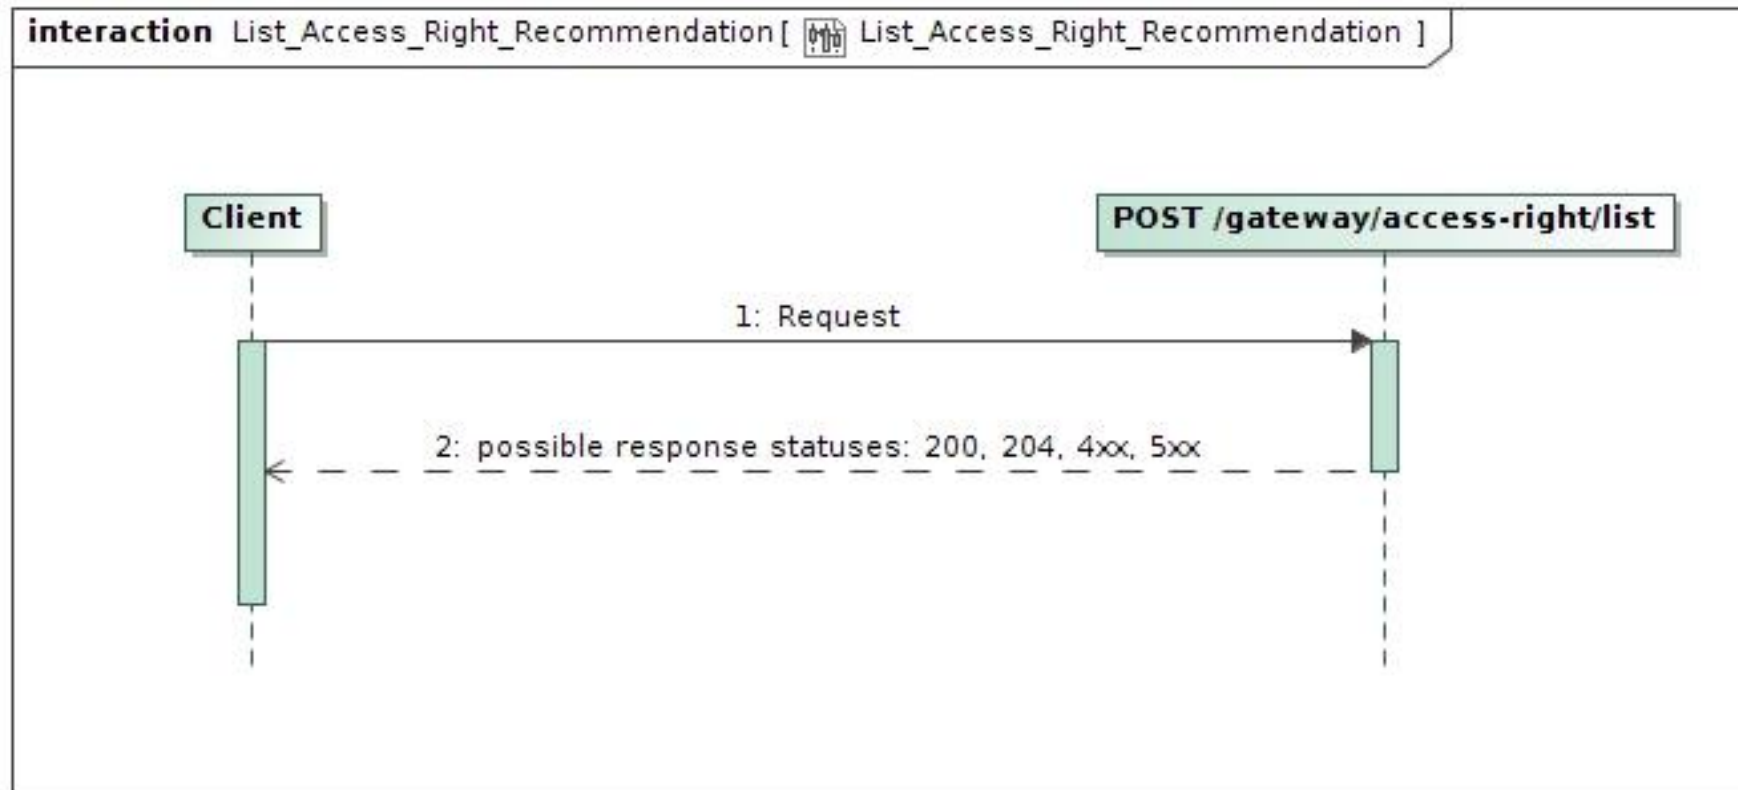 interaction List_Access_Right_Recommendation[ List_Access_Right_Recommendation ]
Client
POST /gateway/access-right/list
1: Request
2: possible response statuses: 200, 204, 4xx, 5xx